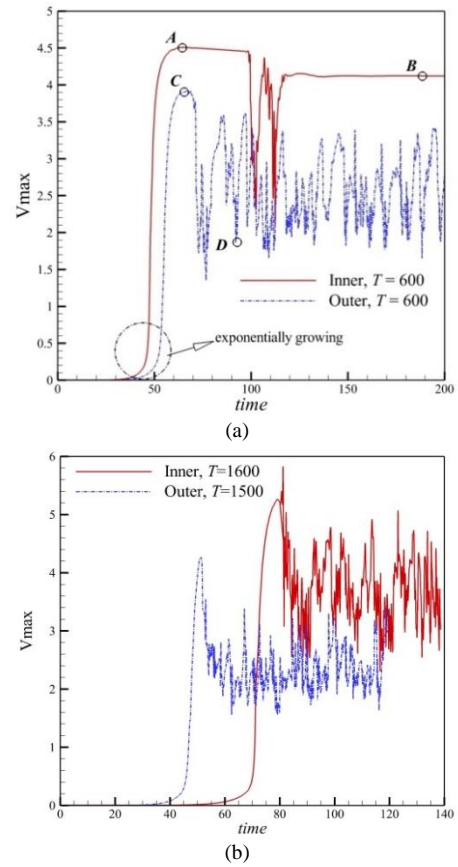 A
B
C
D
Vmax
5
4.5
4
3.5
3
2.5
2
1.5
1
0.5
0
Inner, T = 600
Outer, T = 600
exponentially growing
0 50 100 150 200
time
(a)
Inner, T=1600
Outer, T=1500
Vmax
6
5
4
3
2
1
0
0 20 40 60 80 100 120 140
time
(b)